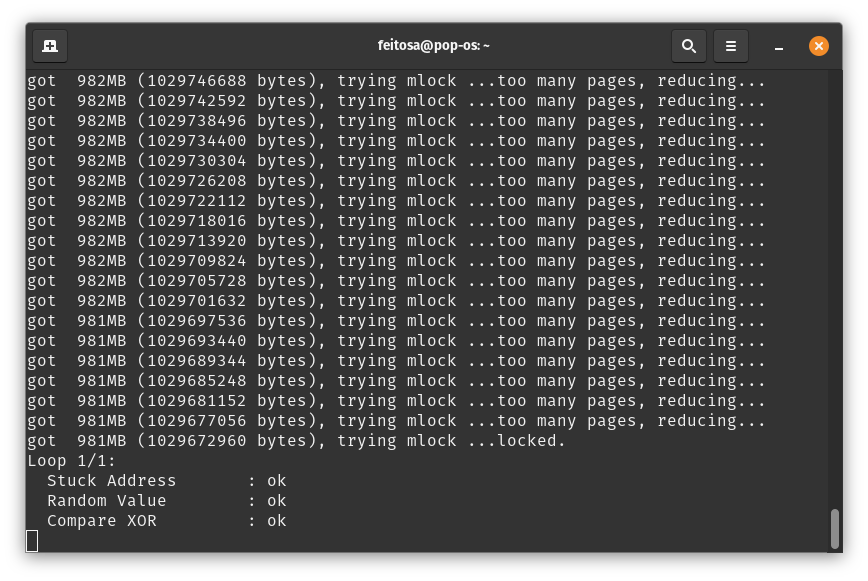 feitosa@pop-os: ~
got  982MB (1029746688 bytes), trying mlock ...too many pages, reducing...
got  982MB (1029742592 bytes), trying mlock ...too many pages, reducing...
got  982MB (1029738496 bytes), trying mlock ...too many pages, reducing...
got  982MB (1029734400 bytes), trying mlock ...too many pages, reducing...
got  982MB (1029730304 bytes), trying mlock ...too many pages, reducing...
got  982MB (1029726208 bytes), trying mlock ...too many pages, reducing...
got  982MB (1029722112 bytes), trying mlock ...too many pages, reducing...
got  982MB (1029718016 bytes), trying mlock ...too many pages, reducing...
got  982MB (1029713920 bytes), trying mlock ...too many pages, reducing...
got  982MB (1029709824 bytes), trying mlock ...too many pages, reducing...
got  982MB (1029705728 bytes), trying mlock ...too many pages, reducing...
got  982MB (1029701632 bytes), trying mlock ...too many pages, reducing...
got  981MB (1029697536 bytes), trying mlock ...too many pages, reducing...
got  981MB (1029693440 bytes), trying mlock ...too many pages, reducing...
got  981MB (1029689344 bytes), trying mlock ...too many pages, reducing...
got  981MB (1029685248 bytes), trying mlock ...too many pages, reducing...
got  981MB (1029681152 bytes), trying mlock ...too many pages, reducing...
got  981MB (1029677056 bytes), trying mlock ...too many pages, reducing...
got  981MB (1029672960 bytes), trying mlock ...locked.
Loop 1/1:
  Stuck Address       : ok
  Random Value        : ok
  Compare XOR         : ok